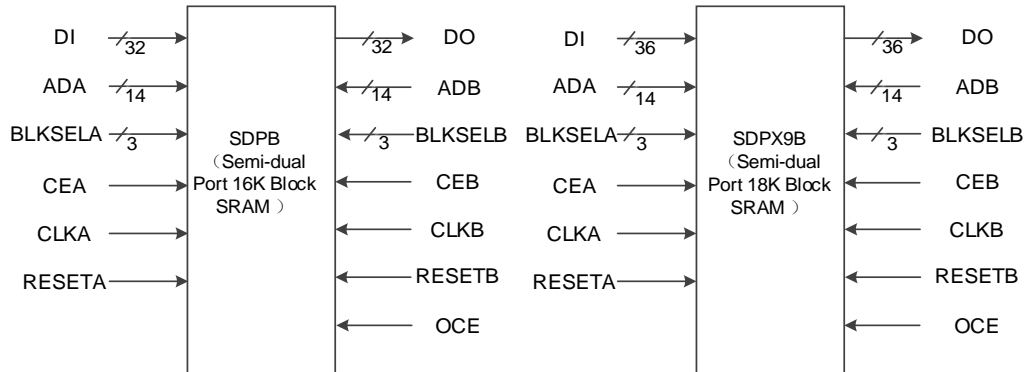 DI 32 32 DO
ADA 14 14 ADB
BLKSELA 3 3 BLKSELB
CEA CEB
CLKA CLKB
RESETA RESETB
OCE
SDPB
（Semi-dual
Port 16K Block
SRAM ）
DI 36 36 DO
ADA 14 14 ADB
BLKSELA 3 3 BLKSELB
CEA CEB
CLKA CLKB
RESETA RESETB
OCE
SDPX9B
（Semi-dual
Port 18K Block
SRAM ）